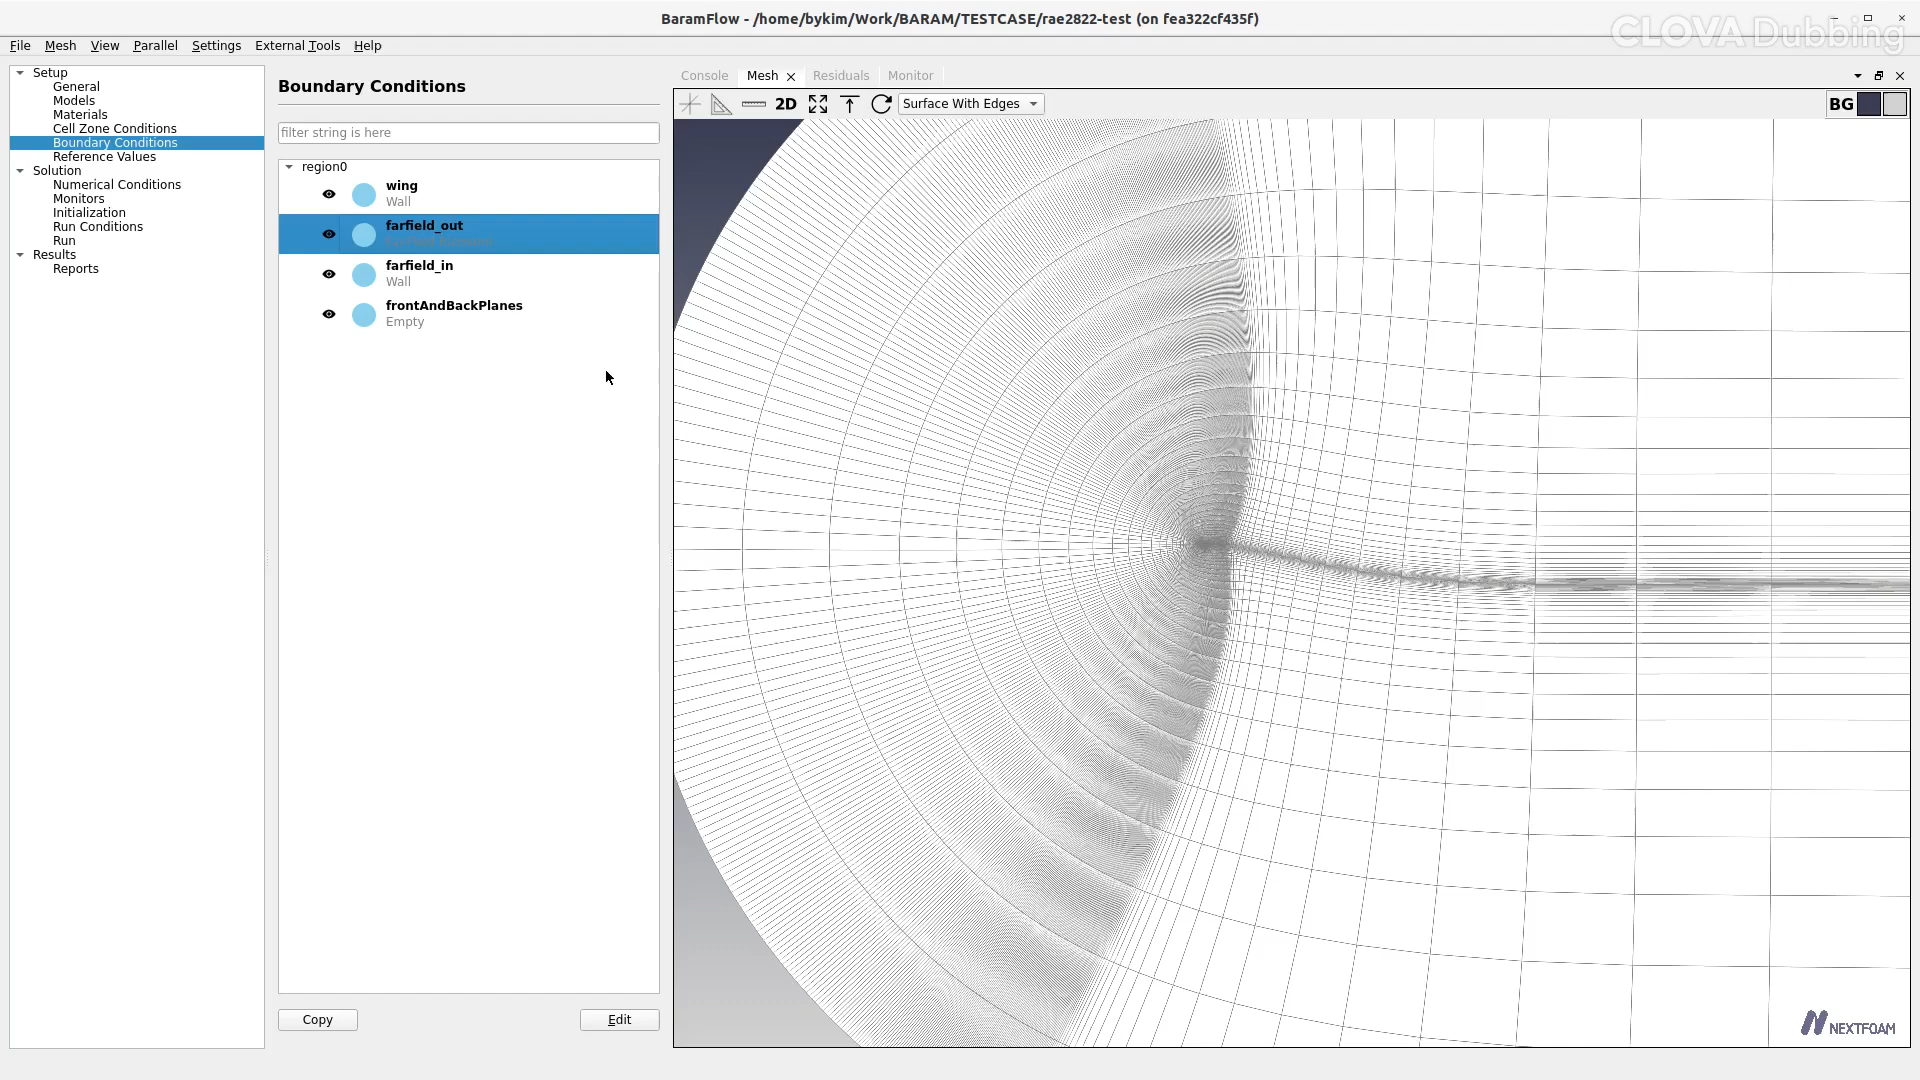 BaramFlow - /home/bykim/Work/BARAM/TESTCASE/rae2822-test (on fea322cf435f)
CLOVA Dubbing
File Mesh View Parallel Settings External Tools Help
Setup
General
Models
Materials
Cell Zone Conditions
Boundary Conditions
Reference Values
Solution
Numerical Conditions
Monitors
Initialization
Run Conditions
Run
Results
Reports
Boundary Conditions
filter string is here
region0
wing
Wall
farfield_out
farfield_in
Wall
frontAndBackPlanes
Empty
Copy Edit
Console Mesh Residuals Monitor
2D Surface With Edges BG
NEXTFOAM